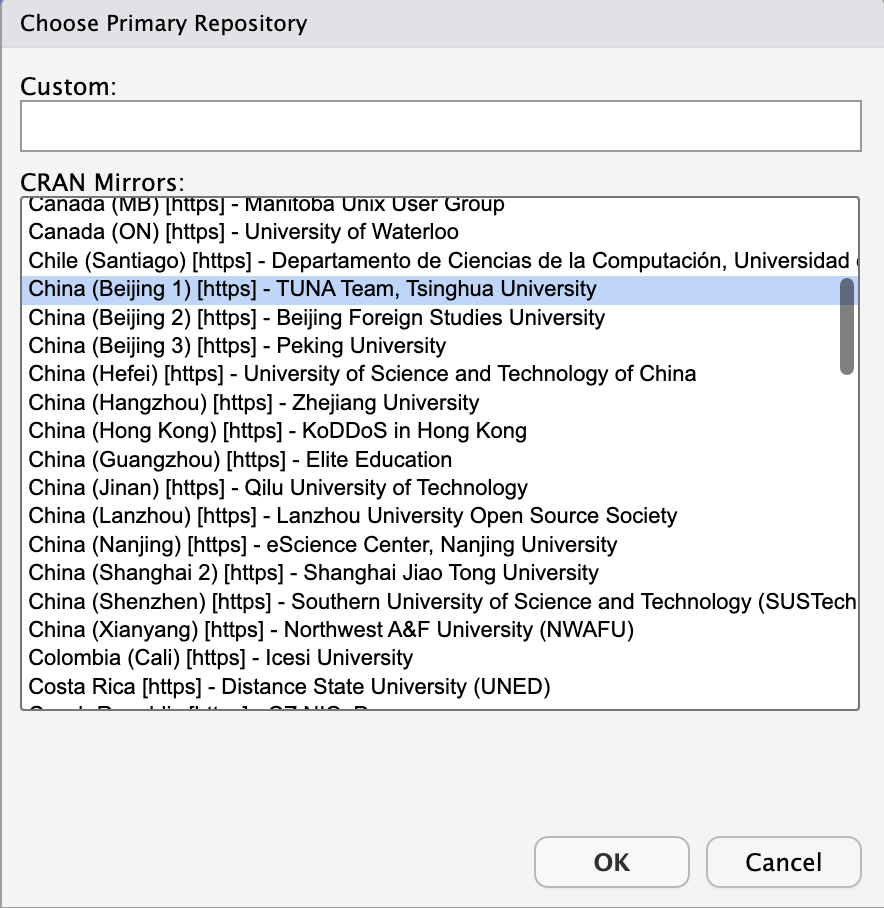 Choose Primary Repository
Custom:
CRAN Mirrors:
Canada (MB) [https] - Manitoba Unix User Group
Canada (ON) [https] - University of Waterloo
Chile (Santiago) [https] - Departamento de Ciencias de la Computación, Universidad
China (Beijing 1) [https] - TUNA Team, Tsinghua University
China (Beijing 2) [https] - Beijing Foreign Studies University
China (Beijing 3) [https] - Peking University
China (Hefei) [https] - University of Science and Technology of China
China (Hangzhou) [https] - Zhejiang University
China (Hong Kong) [https] - KoDDoS in Hong Kong
China (Guangzhou) [https] - Elite Education
China (Jinan) [https] - Qilu University of Technology
China (Lanzhou) [https] - Lanzhou University Open Source Society
China (Nanjing) [https] - eScience Center, Nanjing University
China (Shanghai 2) [https] - Shanghai Jiao Tong University
China (Shenzhen) [https] - Southern University of Science and Technology (SUSTech
China (Xianyang) [https] - Northwest A&F University (NWAFU)
Colombia (Cali) [https] - Icesi University
Costa Rica [https] - Distance State University (UNED)
OK
Cancel